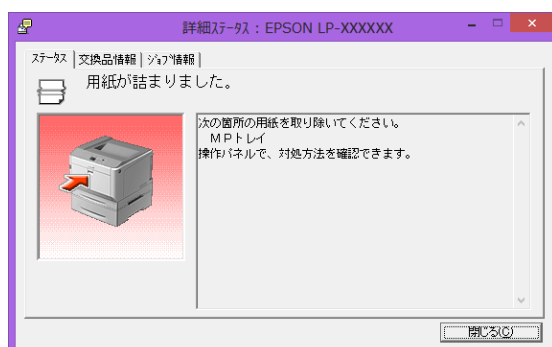 詳細ステータス : EPSON LP-XXXXXX
ステータス 交換品情報 ジョブ情報
用紙が詰まりました。
次の箇所の用紙を取り除いてください。
ＭＰトレイ
操作パネルで、対処方法を確認できます。
閉じる(C)